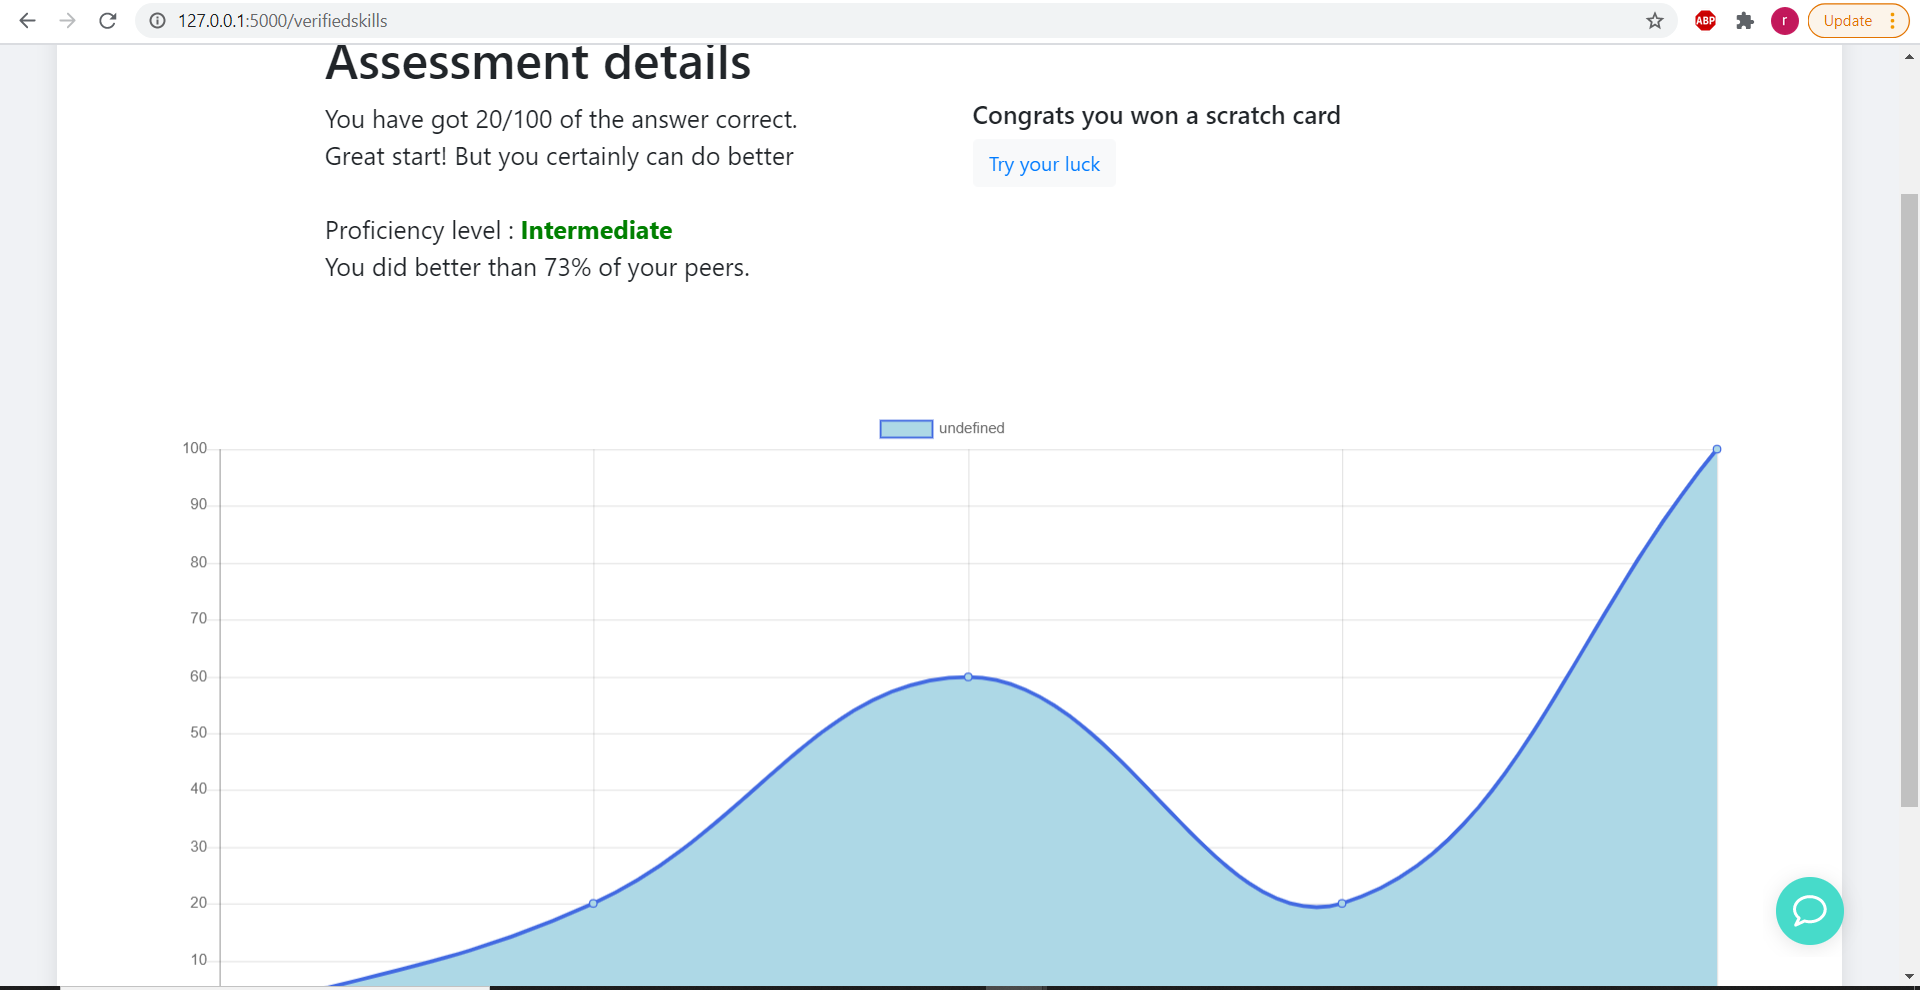 127.0.0.1:5000/verifiedskills
ABP
r
Update
Assessment details
You have got 20/100 of the answer correct.
Great start! But you certainly can do better
Congrats you won a scratch card
Try your luck
Proficiency level : Intermediate
You did better than 73% of your peers.
undefined
100
90
80
70
60
50
40
30
20
10